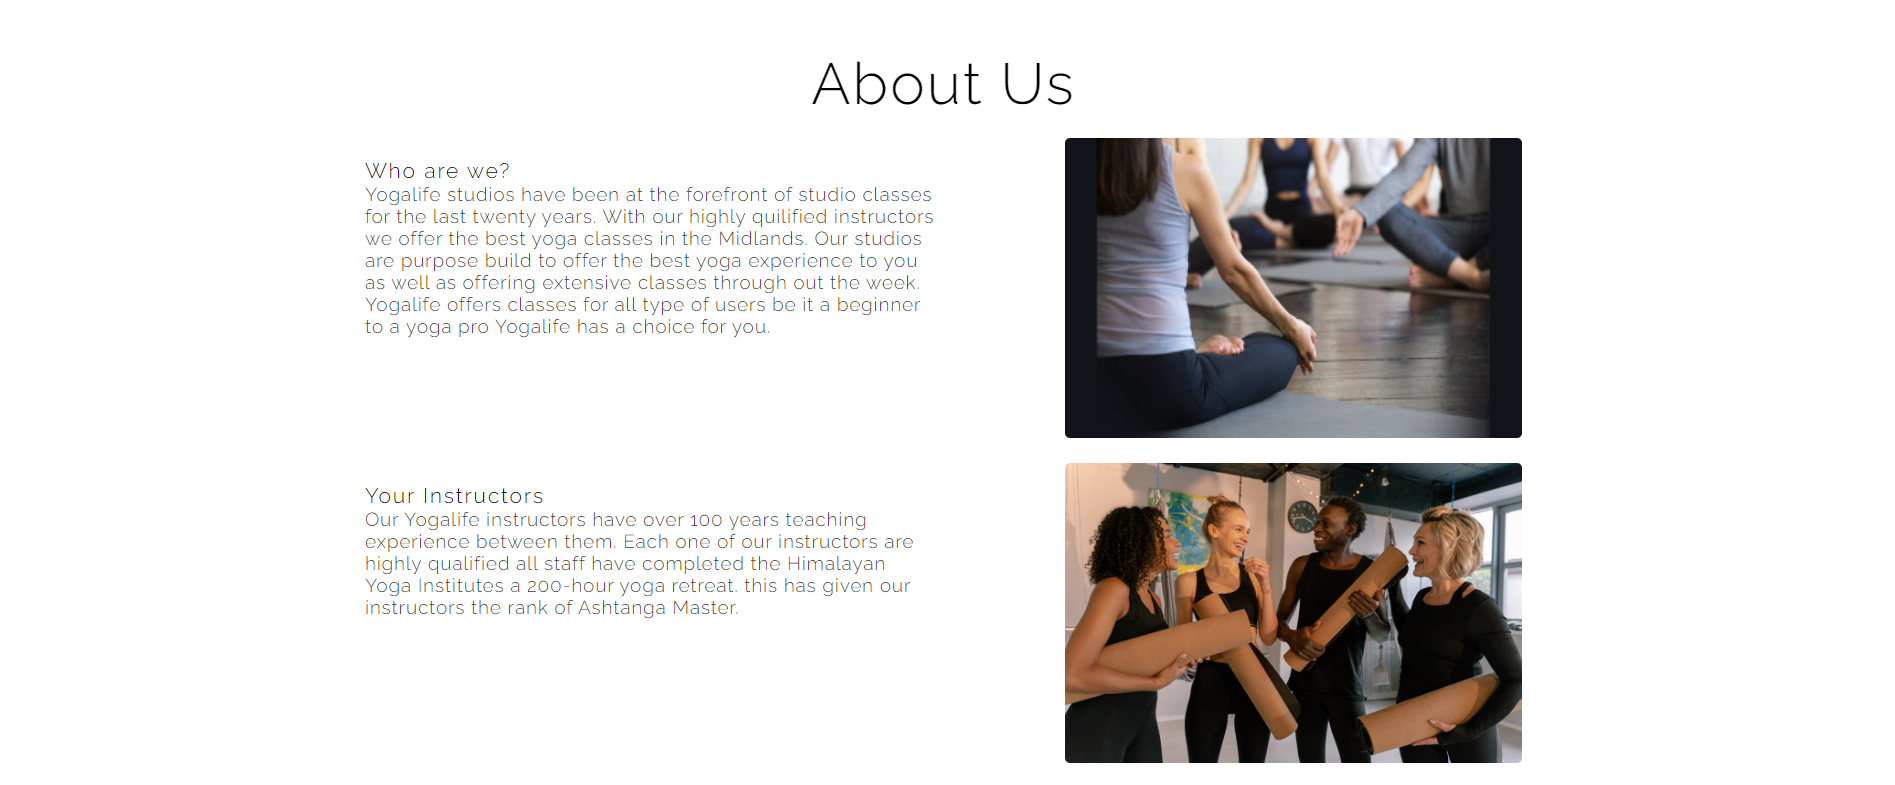 About Us
Who are we?
Yogalife studios have been at the forefront of studio classes
for the last twenty years. With our highly quilified instructors
we offer the best yoga classes in the Midlands. Our studios
are purpose build to offer the best yoga experience to you
as well as offering extensive classes through out the week.
Yogalife offers classes for all type of users be it a beginner
to a yoga pro Yogalife has a choice for you.
Your Instructors
Our Yogalife instructors have over 100 years teaching
experience between them. Each one of our instructors are
highly qualified all staff have completed the Himalayan
Yoga Institutes a 200-hour yoga retreat. this has given our
instructors the rank of Ashtanga Master.